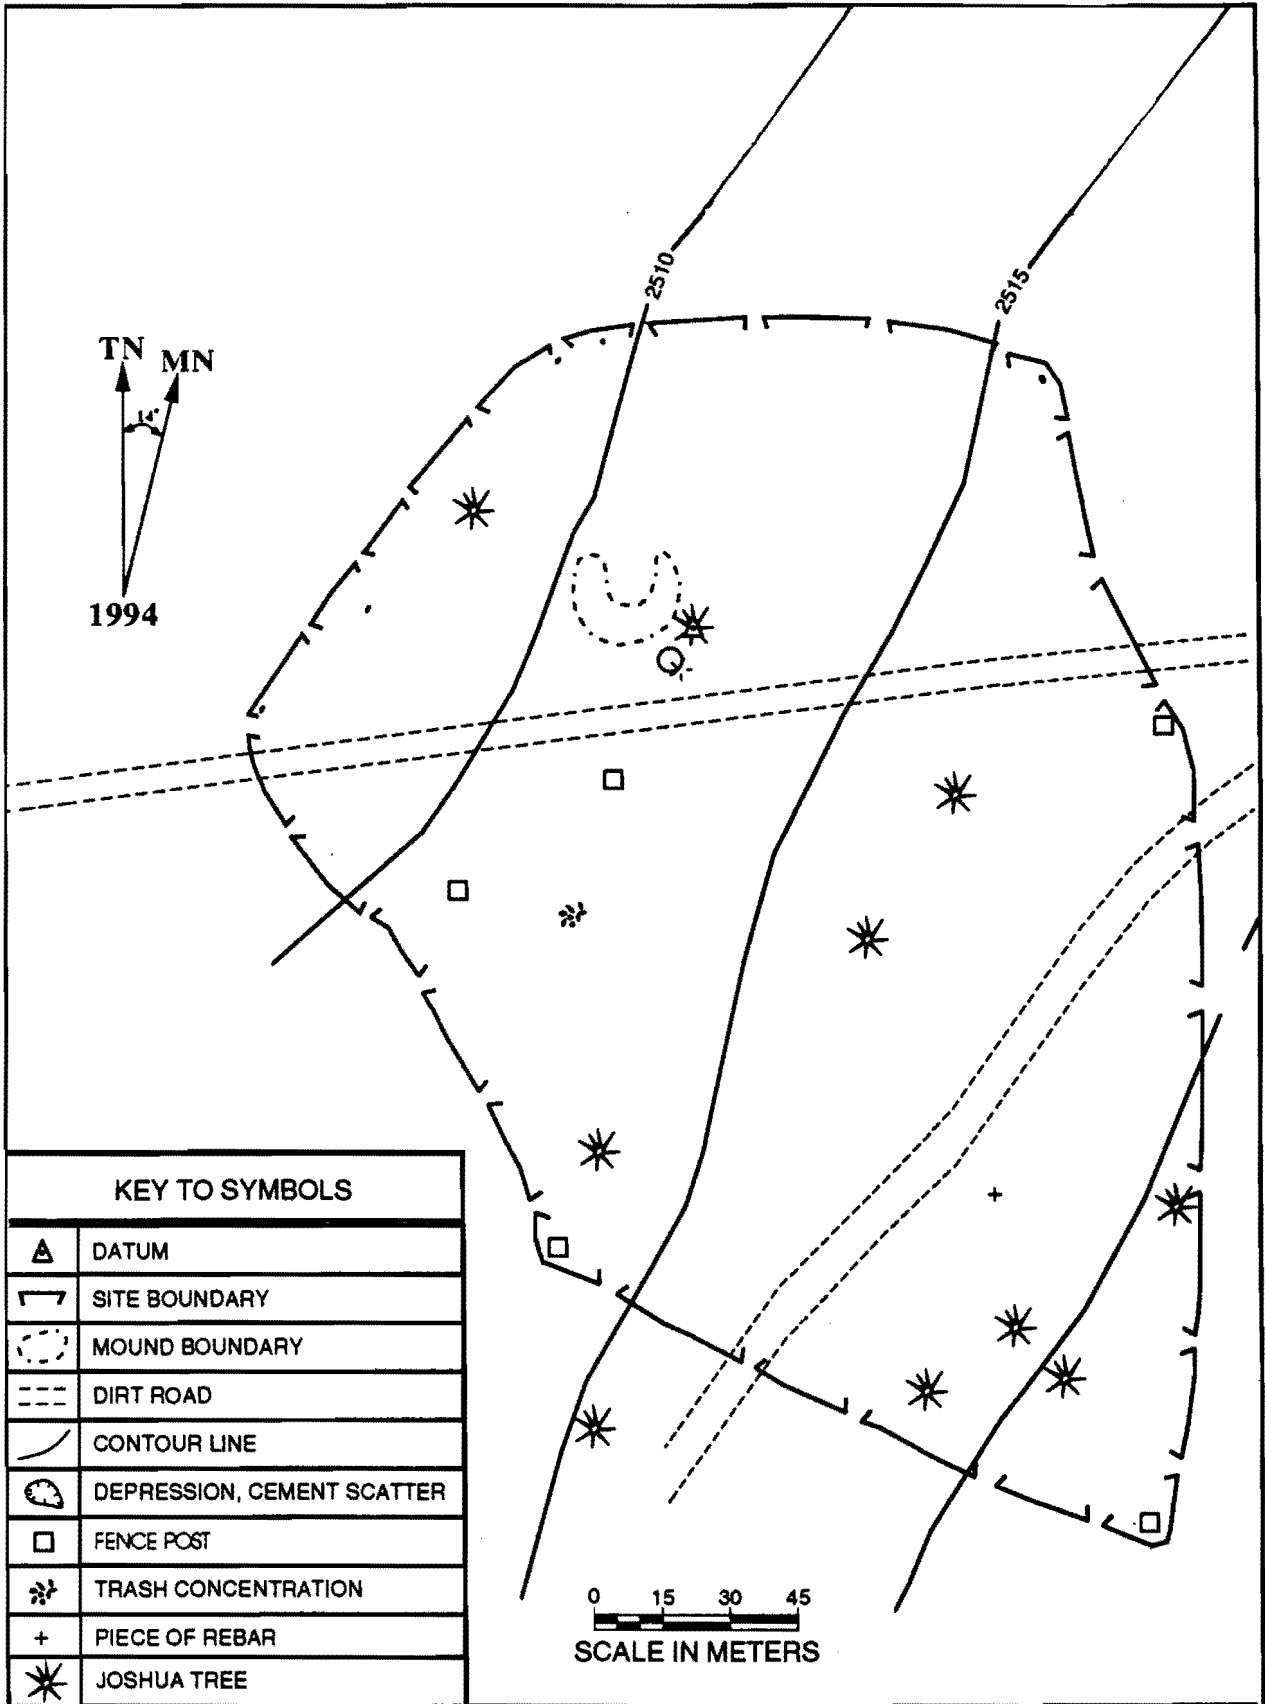 2510
2515
TN MN
14°
1994
KEY TO SYMBOLS
DATUM
SITE BOUNDARY
MOUND BOUNDARY
DIRT ROAD
CONTOUR LINE
DEPRESSION, CEMENT SCATTER
FENCE POST
TRASH CONCENTRATION
PIECE OF REBAR
JOSHUA TREE
0 15 30 45
SCALE IN METERS